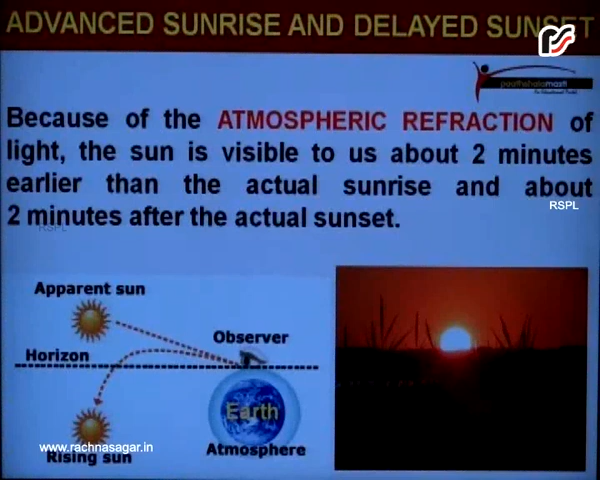 ADVANCED SUNRISE AND DELAYED SUNSET
paathshalamasti
Because of the ATMOSPHERIC REFRACTION of
light, the sun is visible to us about 2 minutes
earlier than the actual sunrise and about
RSPL
2 minutes after the actual sunset.
RSPL
Apparent sun
Observer
Horizon
Earth
www.rachnasagar.in
Atmosphere
Rising sun